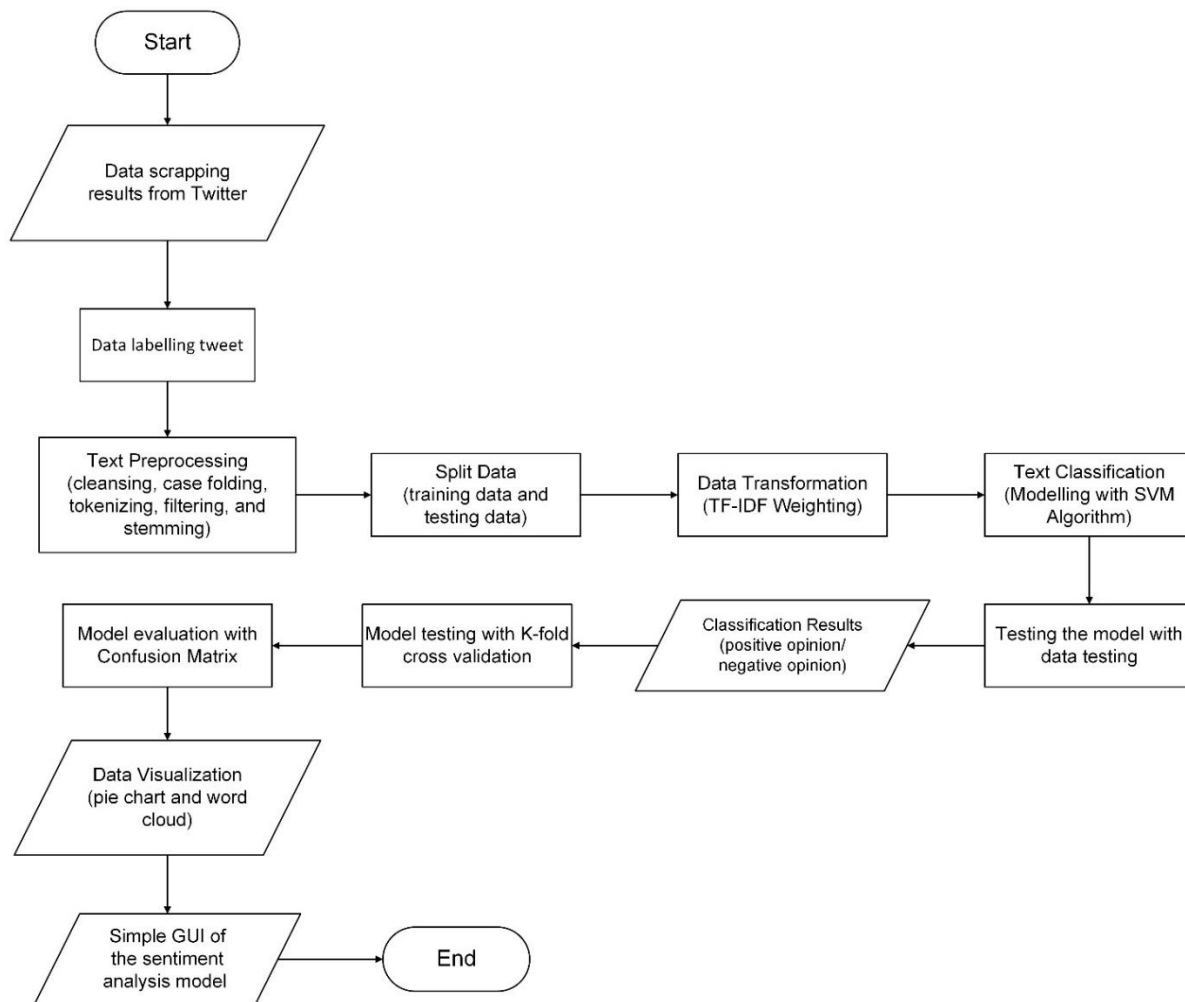 Start
Data scrapping
results from Twitter
Data labelling tweet
Text Preprocessing
(cleansing, case folding,
tokenizing, filtering, and
stemming)
Split Data
(training data and
testing data)
Data Transformation
(TF-IDF Weighting)
Text Classification
(Modelling with SVM
Algorithm)
Testing the model with
data testing
Classification Results
(positive opinion/
negative opinion)
Model testing with K-fold
cross validation
Model evaluation with
Confusion Matrix
Data Visualization
(pie chart and word
cloud)
Simple GUI of
the sentiment
analysis model
End